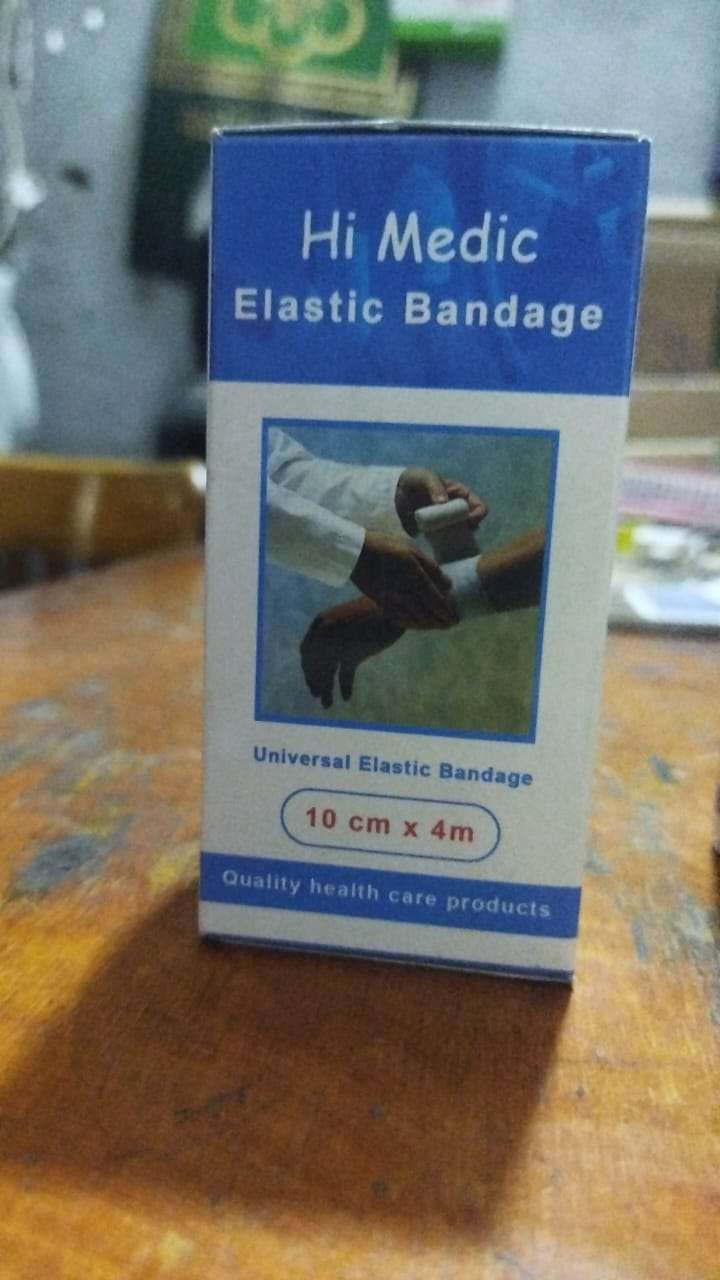 Hi Medic
Elastic Bandage
Universal Elastic Bandage
10 cm x 4m
Quality health care products